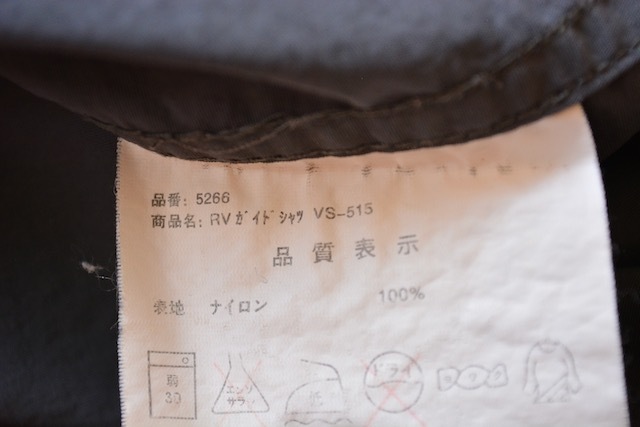 品番: 5266
商品名: RVｶﾞｲﾄﾞｼｬﾂ VS-515
品質表示
表地 ナイロン 100%
弱
30
エンソ
サラシ
低
ドライ